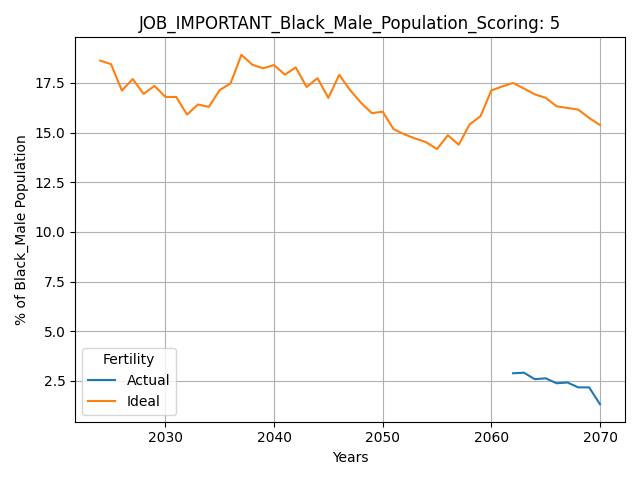 JOB_IMPORTANT_Black_Male_Population_Scoring: 5
% of Black_Male Population
17.5
15.0
12.5
10.0
7.5
5.0
2.5
Fertility
Actual
Ideal
2030
2040
2050
2060
2070
Years